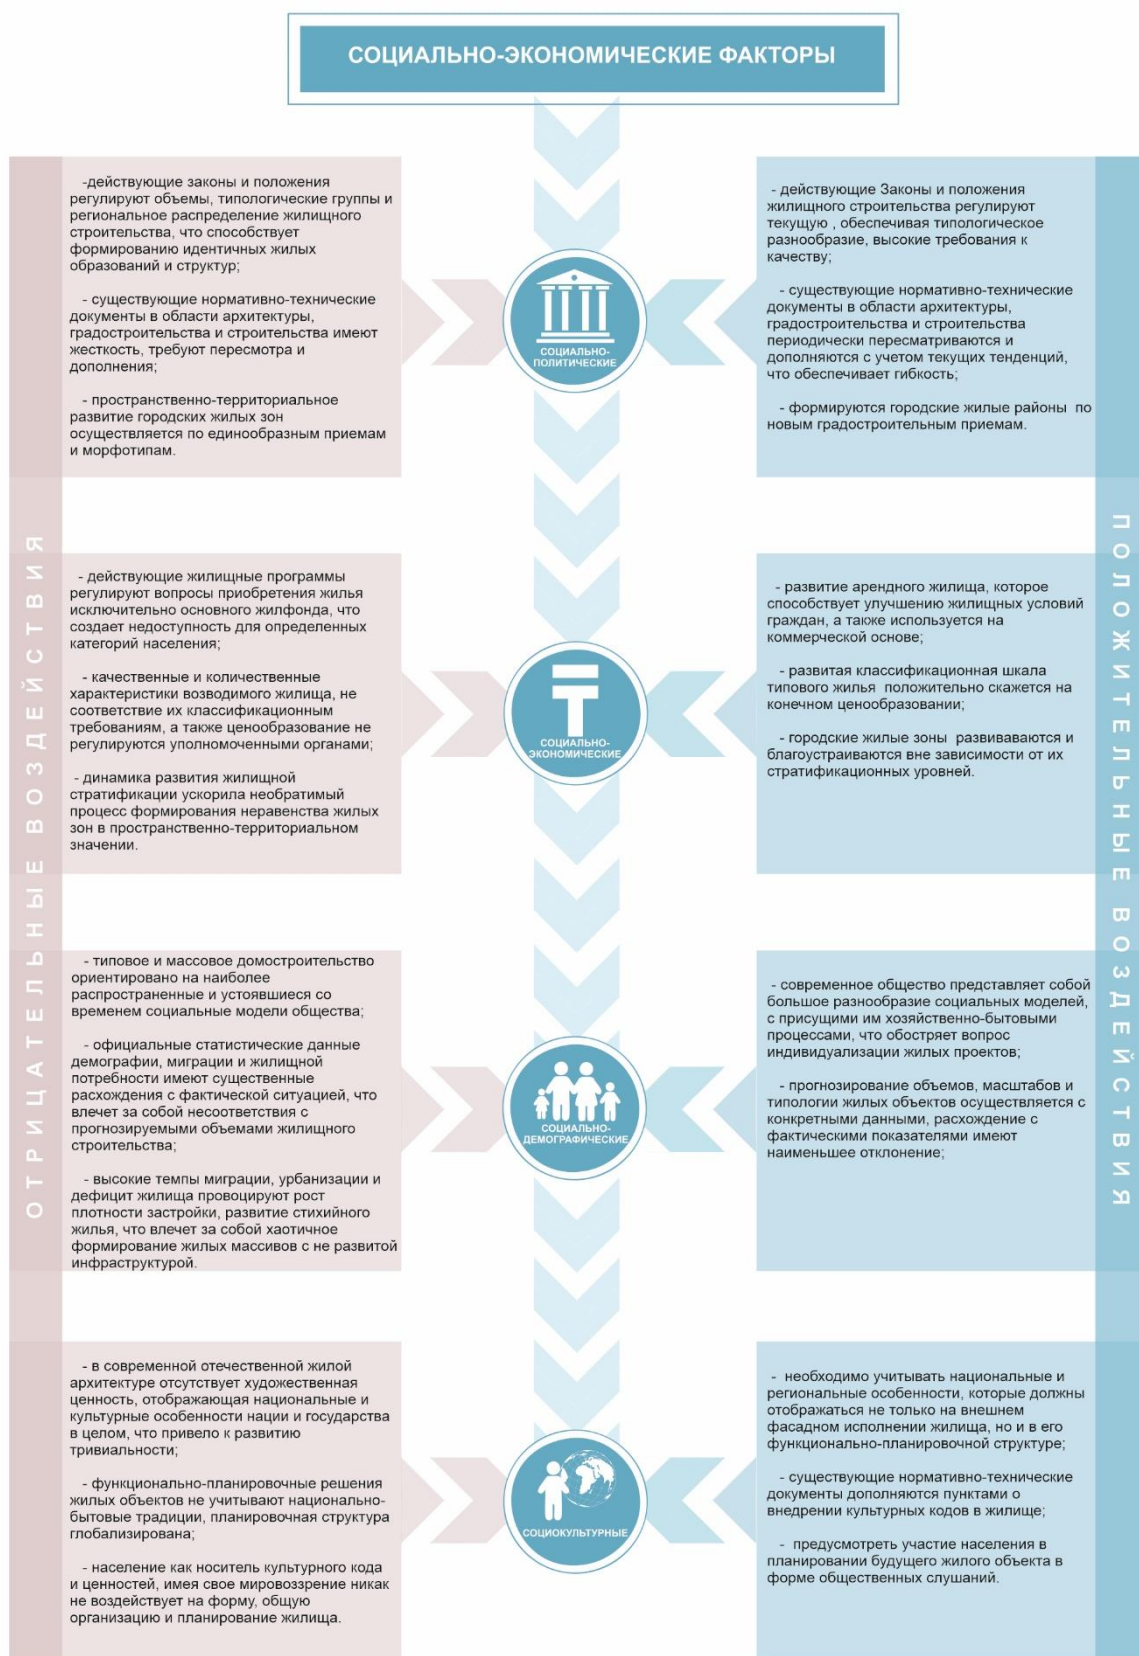 СОЦИАЛЬНО-ЭКОНОМИЧЕСКИЕ ФАКТОРЫ
ОТРИЦАТЕЛЬНЫЕ ВОЗДЕЙСТВИЯ
-действующие законы и положения
регулируют объемы, типологические группы и
региональное распределение жилищного
строительства, что способствует
формированию идентичных жилых
образований и структур;
- существующие нормативно-технические
документы в области архитектуры,
градостроительства и строительства имеют
жесткость, требуют пересмотра и
дополнения;
- пространственно-территориальное
развитие городских жилых зон
осуществляется по единообразным приемам
и морфотипам.
СОЦИАЛЬНО-
ПОЛИТИЧЕСКИЕ
- действующие Законы и положения
жилищного строительства регулируют
текущую , обеспечивая типологическое
разнообразие, высокие требования к
качеству;
- существующие нормативно-технические
документы в области архитектуры,
градостроительства и строительства
периодически пересматриваются и
дополняются с учетом текущих тенденций,
что обеспечивает гибкость;
- формируются городские жилые районы по
новым градостроительным приемам.
- действующие жилищные программы
регулируют вопросы приобретения жилья
исключительно основного жилфонда, что
создает недоступность для определенных
категорий населения;
- качественные и количественные
характеристики возводимого жилища, не
соответствие их классификационным
требованиям, а также ценообразование не
регулируются уполномоченными органами;
- динамика развития жилищной
стратификации ускорила необратимый
процесс формирования неравенства жилых
зон в пространственно-территориальном
значении.
СОЦИАЛЬНО-
ЭКОНОМИЧЕСКИЕ
- развитие арендного жилища, которое
способствует улучшению жилищных условий
граждан, а также используется на
коммерческой основе;
- развитая классификационная шкала
типового жилья положительно скажется на
конечном ценообразовании;
- городские жилые зоны развиваваются и
благоустраиваются вне зависимости от их
стратификационных уровней.
- типовое и массовое домостроительство
ориентировано на наиболее
распространенные и устоявшиеся со
временем социальные модели общества;
- официальные статистические данные
демографии, миграции и жилищной
потребности имеют существенные
расхождения с фактической ситуацией, что
влечет за собой несоответствия с
прогнозируемыми объемами жилищного
строительства;
- высокие темпы миграции, урбанизации и
дефицит жилища провоцируют рост
плотности застройки, развитие стихийного
жилья, что влечет за собой хаотичное
формирование жилых массивов с не развитой
инфраструктурой.
СОЦИАЛЬНО-
ДЕМОГРАФИЧЕСКИЕ
- современное общество представляет собой
большое разнообразие социальных моделей,
с присущими им хозяйственно-бытовыми
процессами, что обостряет вопрос
индивидуализации жилых проектов;
- прогнозирование объемов, масштабов и
типологии жилых объектов осуществляется с
конкретными данными, расхождение с
фактическими показателями имеют
наименьшее отклонение;
- в современной отечественной жилой
архитектуре отсутствует художественная
ценность, отображающая национальные и
культурные особенности нации и государства
в целом, что привело к развитию
тривиальности;
- функционально-планировочные решения
жилых объектов не учитывают национально-
бытовые традиции, планировочная структура
глобализирована;
- население как носитель культурного кода
и ценностей, имея свое мировоззрение никак
не воздействует на форму, общую
организацию и планирование жилища.
СОЦИОКУЛЬТУРНЫЕ
- необходимо учитывать национальные и
региональные особенности, которые должны
отображаться не только на внешнем
фасадном исполнении жилища, но и в его
функционально-планировочной структуре;
- существующие нормативно-технические
документы дополняются пунктами о
внедрении культурных кодов в жилище;
- предусмотреть участие населения в
планировании будущего жилого объекта в
форме общественных слушаний.
ПОЛОЖИТЕЛЬНЫЕ ВОЗДЕЙСТВИЯ